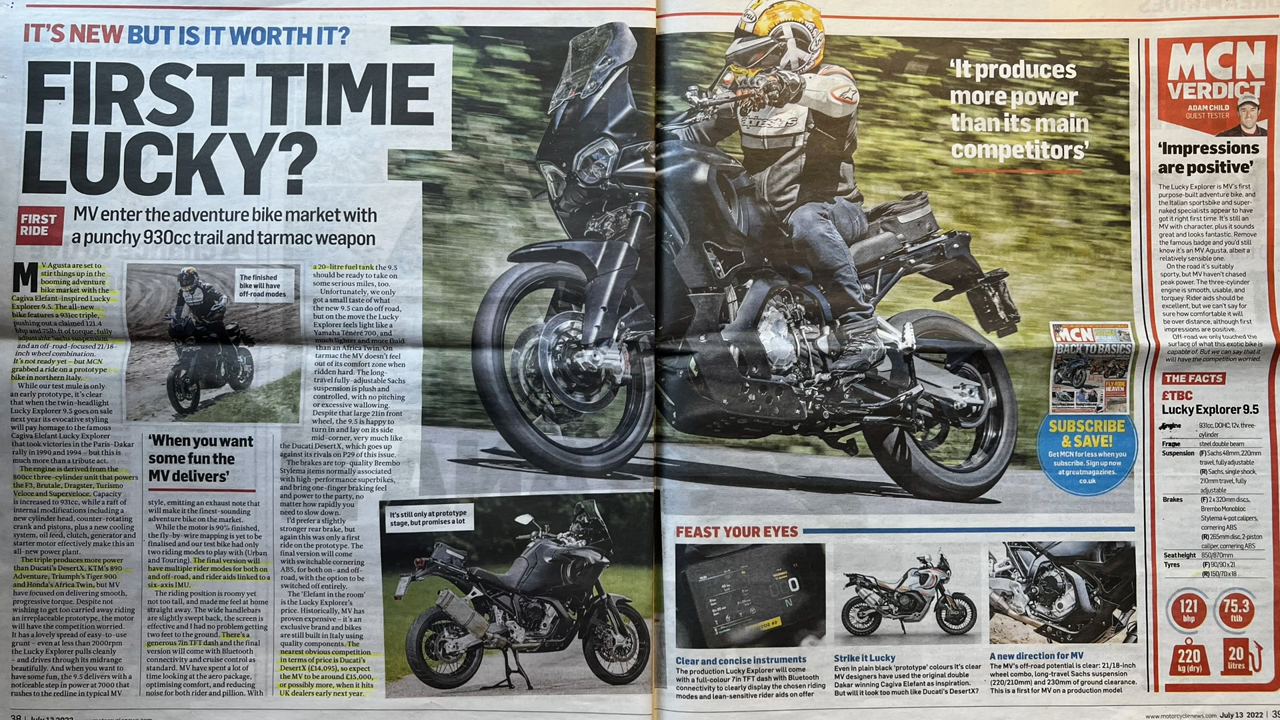 IT'S NEW BUT IS IT WORTH IT?
FIRST TIME
LUCKY?
FIRST
RIDE
MV enter the adventure bike market with
a punchy 930cc trail and tarmac weapon
MV Agusta are set to
stir things up in the
booming adventure
bike market with the
Cagiva Elefant-inspired Lucky
Explorer 9.5. The all-new
bike features a 931cc triple,
pushing out a claimed 121.4
bhp and 75lb ft of torque, fully
adjustable Sachs suspension
and an off-road-focused 21/18-
inch wheel combination.
It's not ready yet – but MCN
grabbed a ride on a prototype
bike in northern Italy.
While our test mule is only
an early prototype, it's clear
that when the twin-headlight
Lucky Explorer 9.5 goes on sale
next year its evocative styling
will pay homage to the famous
Cagiva Elefant Lucky Explorer
that took victories in the Paris-Dakar
rally in 1990 and 1994 – but this is
much more than a tribute act.
The engine is derived from the
800cc three-cylinder unit that powers
the F3, Brutale, Dragster, Turismo
Veloce and Superveloce. Capacity
is increased to 931cc, while a raft of
internal modifications including a
new cylinder head, counter-rotating
crank and pistons, plus a new cooling
system, oil feed, clutch, generator and
starter motor effectively make this an
all-new power plant.
The triple produces more power
than Ducati's DesertX, KTM's 890
Adventure, Triumph's Tiger 900
and Honda's Africa Twin, but MV
have focused on delivering smooth,
progressive torque. Despite not
wishing to get too carried away riding
an irreplaceable prototype, the motor
will have the competition worried.
It has a lovely spread of easy-to-use
grunt – even at less than 2000rpm
the Lucky Explorer pulls cleanly
– and drives through its midrange
beautifully. And when you want to
have some fun, the 9.5 delivers with a
noticeable step in power at 7000 that
rushes to the redline in typical MV
The finished
bike will have
off-road modes
'When you want
some fun the
MV delivers'
style, emitting an exhaust note that
will make it the finest-sounding
adventure bike on the market.
While the motor is 90% finished,
the fly-by-wire mapping is yet to be
finalised and our test bike had only
two riding modes to play with (Urban
and Touring). The final version will
have multiple rider modes for both on
and off-road, and rider aids linked to a
six-axis IMU.
The riding position is roomy yet
not too tall, and made me feel at home
straight away. The wide handlebars
are slightly swept back, the screen is
effective and I had no problem getting
two feet to the ground. There's a
generous 7in TFT dash and the final
version will come with Bluetooth
connectivity and cruise control as
standard. MV have spent a lot of
time looking at the aero package,
optimising comfort, and reducing
noise for both rider and pillion. With
a 20-litre fuel tank the 9.5
should be ready to take on
some serious miles, too.
Unfortunately, we only
got a small taste of what
the new 9.5 can do off road,
but on the move the Lucky
Explorer feels light like a
Yamaha Ténéré 700, and
much lighter and more fluid
than an Africa Twin. On
tarmac the MV doesn't feel
out of its comfort zone when
ridden hard. The long-
travel fully-adjustable Sachs
suspension is plush and
controlled, with no pitching
or excessive wallowing.
Despite that large 21in front
wheel, the 9.5 is happy to
turn in and lay on its side
mid-corner, very much like
the Ducati DesertX, which goes up
against its rivals on P29 of this issue.
The brakes are top-quality Brembo
Stylema items normally associated
with high-performance superbikes,
and bring one-finger braking feel
and power to the party, no
matter how rapidly you
need to slow down.
I'd prefer a slightly
stronger rear brake, but
again this was only a first
ride on the prototype. The
final version will come
with switchable cornering
ABS, for both on- and off-
road, with the option to be
switched off entirely.
The 'Elefant in the room'
is the Lucky Explorer's
price. Historically, MV has
proven expensive – it's an
exclusive brand and bikes
are still built in Italy using
quality components. The
nearest obvious competition
in terms of price is Ducati's
DesertX (£14,095), so expect
the MV to be around £15,000,
or possibly more, when it hits
UK dealers early next year.
It's still only at prototype
stage, but promises a lot
38 | July 13 2022
'It produces
more power
than its main
competitors'
MCN
BACK TO BASICS
SUBSCRIBE
& SAVE!
Get MCN for less when you
subscribe. Sign up now
at greatmagazines.
co.uk
FEAST YOUR EYES
Clear and concise instruments
The production Lucky Explorer will come
with a full-colour 7in TFT dash with Bluetooth
connectivity to clearly display the chosen riding
modes and lean-sensitive rider aids on offer
Strike it Lucky
Even in plain black 'prototype' colours it's clear
MV designers have used the original double
Dakar winning Cagiva Elefant as inspiration.
But will it look too much like Ducati's DesertX?
A new direction for MV
The MV's off-road potential is clear: 21/18-inch
wheel combo, long-travel Sachs suspension
(220/210mm) and 230mm of ground clearance.
This is a first for MV on a production model
MCN
VERDICT
ADAM CHILD
GUEST TESTER
'Impressions
are positive'
The Lucky Explorer is MV's first
purpose-built adventure bike, and
the Italian sportsbike and super-
naked specialists appear to have
got it right first time. It's still an
MV with character, plus it sounds
great and looks fantastic. Remove
the famous badge and you'd still
know it's an MV Agusta, albeit a
relatively sensible one.
On the road it's suitably
sporty, but MV haven't chased
peak power. The three-cylinder
engine is smooth, usable, and
torquey. Rider aids should be
excellent, but we can't say for
sure how comfortable it will
be over distance, although first
impressions are positive.
Off-road we only touched the
surface of what this exotic bike is
capable of. But we can say that it
will have the competition worried.
THE FACTS
£TBC
Lucky Explorer 9.5
Engine 931cc, DOHC, 12v, three-
cylinder
Frame steel double beam
Suspension (F) Sachs 48mm, 220mm
travel, fully adjustable
(R) Sachs, single shock,
210mm travel, fully
adjustable
Brakes (F) 2 x 320mm discs,
Brembo Monobloc
Stylema 4-pot calipers,
cornering ABS
(R) 265mm disc, 2-piston
caliper, cornering ABS
Seat height 850/870mm
Tyres (F) 90/90 x 21
(R) 150/70 x 18
121
bhp
75.3
ftlb
220
kg (dry)
20
litres
www.motorcyclenews.com July 13 2022 | 39